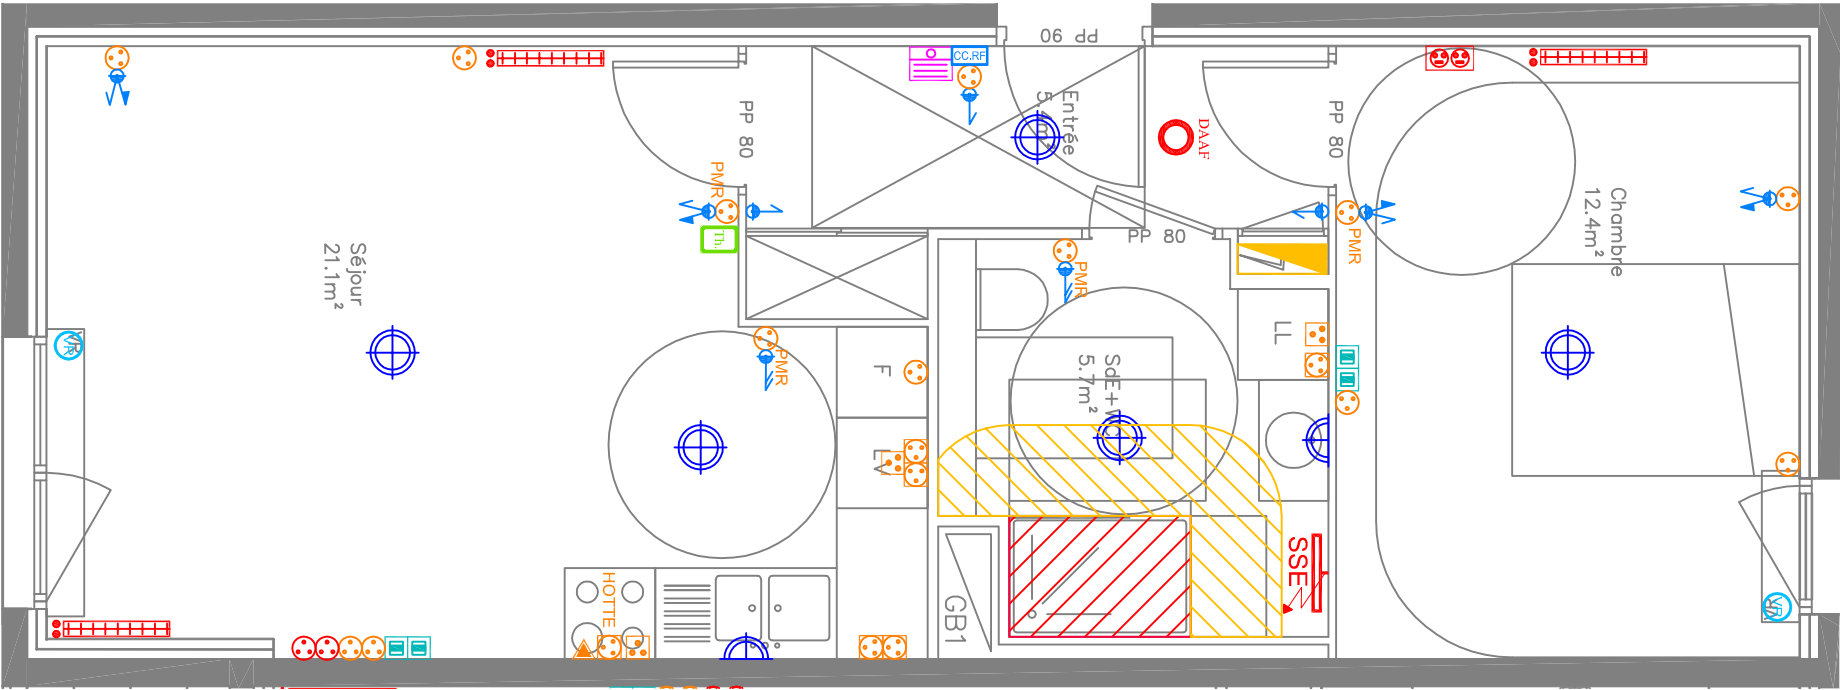 PP 90
CC.RF
Entrée
5.4m²
DAAF
PP 80
PP 80
PMR
Th.
PP 80
PMR
PMR
Chambre
12.4m²
Séjour
21.1m²
VR
VR
PMR
F
LV
LL
SdE+WC
5.7m²
HOTTE
GB1
SSE
VR